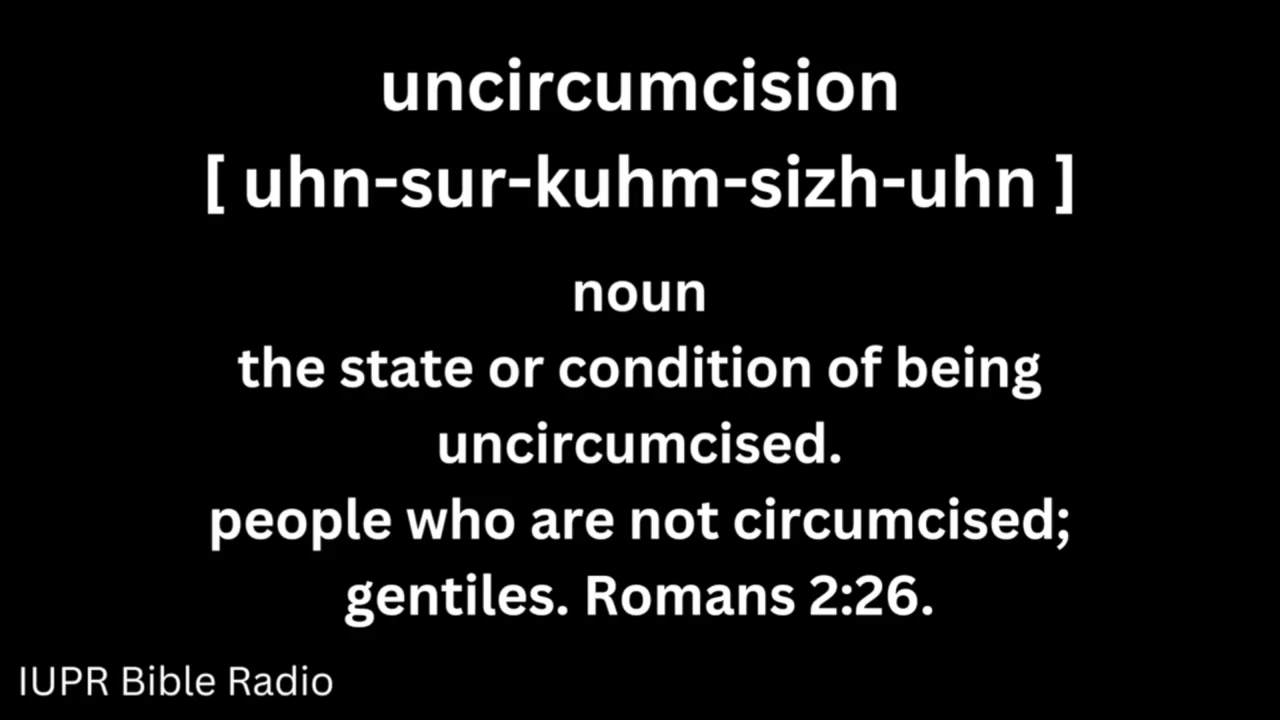 uncircumcision
[ uhn-sur-kuhm-sizh-uhn ]
noun
the state or condition of being
uncircumcised.
people who are not circumcised;
gentiles. Romans 2:26.
IUPR Bible Radio